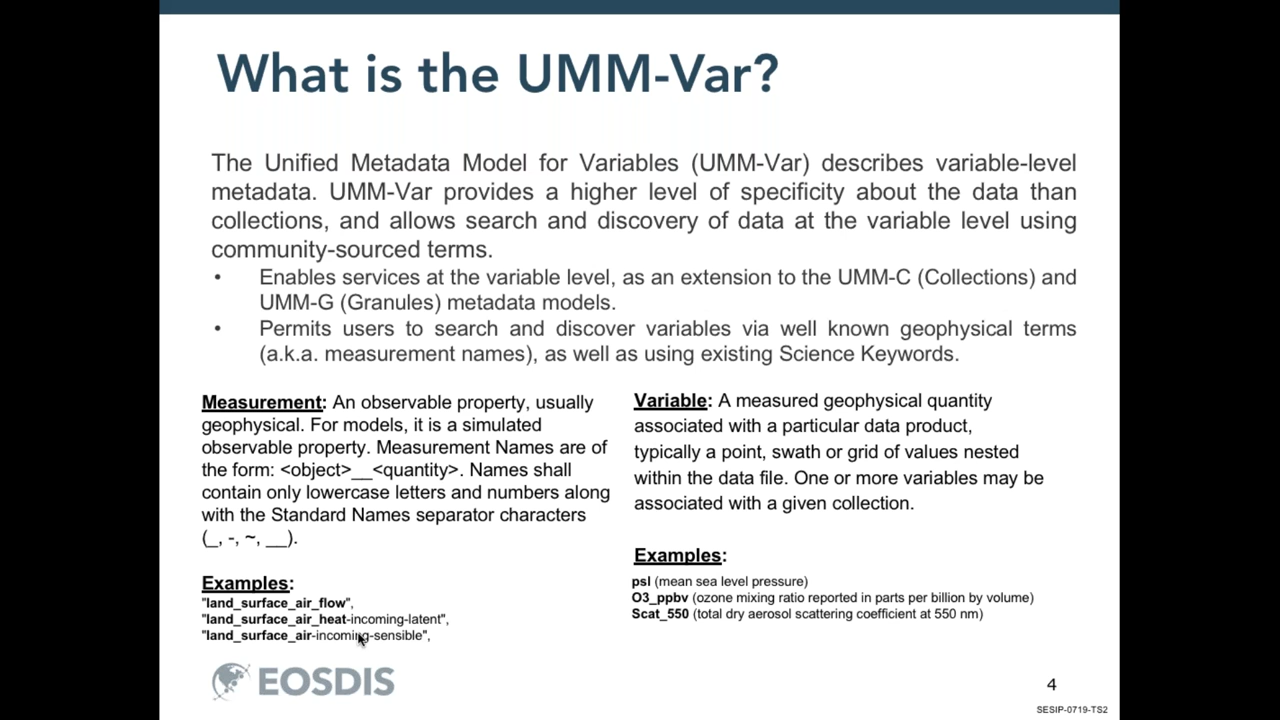 What is the UMM-Var?
The Unified Metadata Model for Variables (UMM-Var) describes variable-level
metadata. UMM-Var provides a higher level of specificity about the data than
collections, and allows search and discovery of data at the variable level using
community-sourced terms.
• Enables services at the variable level, as an extension to the UMM-C (Collections) and
UMM-G (Granules) metadata models.
• Permits users to search and discover variables via well known geophysical terms
(a.k.a. measurement names), as well as using existing Science Keywords.
Measurement: An observable property, usually
geophysical. For models, it is a simulated
observable property. Measurement Names are of
the form: <object>__<quantity>. Names shall
contain only lowercase letters and numbers along
with the Standard Names separator characters
(_, -, ~, __).
Examples:
"land_surface_air_flow",
"land_surface_air_heat-incoming-latent",
"land_surface_air-incoming-sensible",
Variable: A measured geophysical quantity
associated with a particular data product,
typically a point, swath or grid of values nested
within the data file. One or more variables may be
associated with a given collection.
Examples:
psl (mean sea level pressure)
O3_ppbv (ozone mixing ratio reported in parts per billion by volume)
Scat_550 (total dry aerosol scattering coefficient at 550 nm)
EOSDIS
4
SESIP-0719-TS2